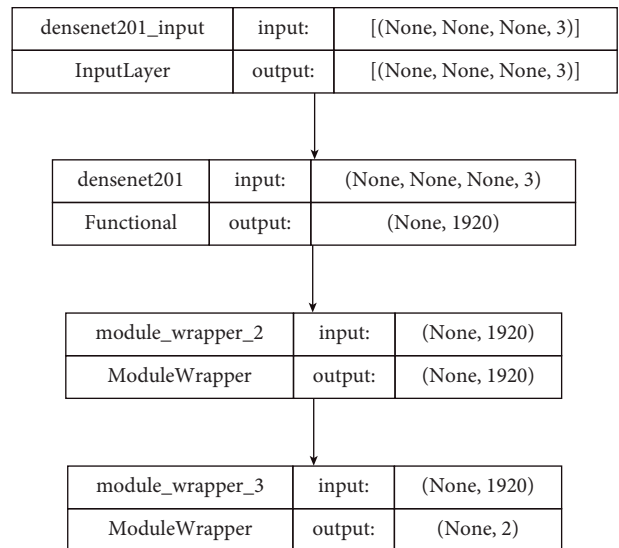 densenet201_input input: [(None, None, None, 3)]
InputLayer output: [(None, None, None, 3)]
densenet201 input: (None, None, None, 3)
Functional output: (None, 1920)
module_wrapper_2 input: (None, 1920)
ModuleWrapper output: (None, 1920)
module_wrapper_3 input: (None, 1920)
ModuleWrapper output: (None, 2)